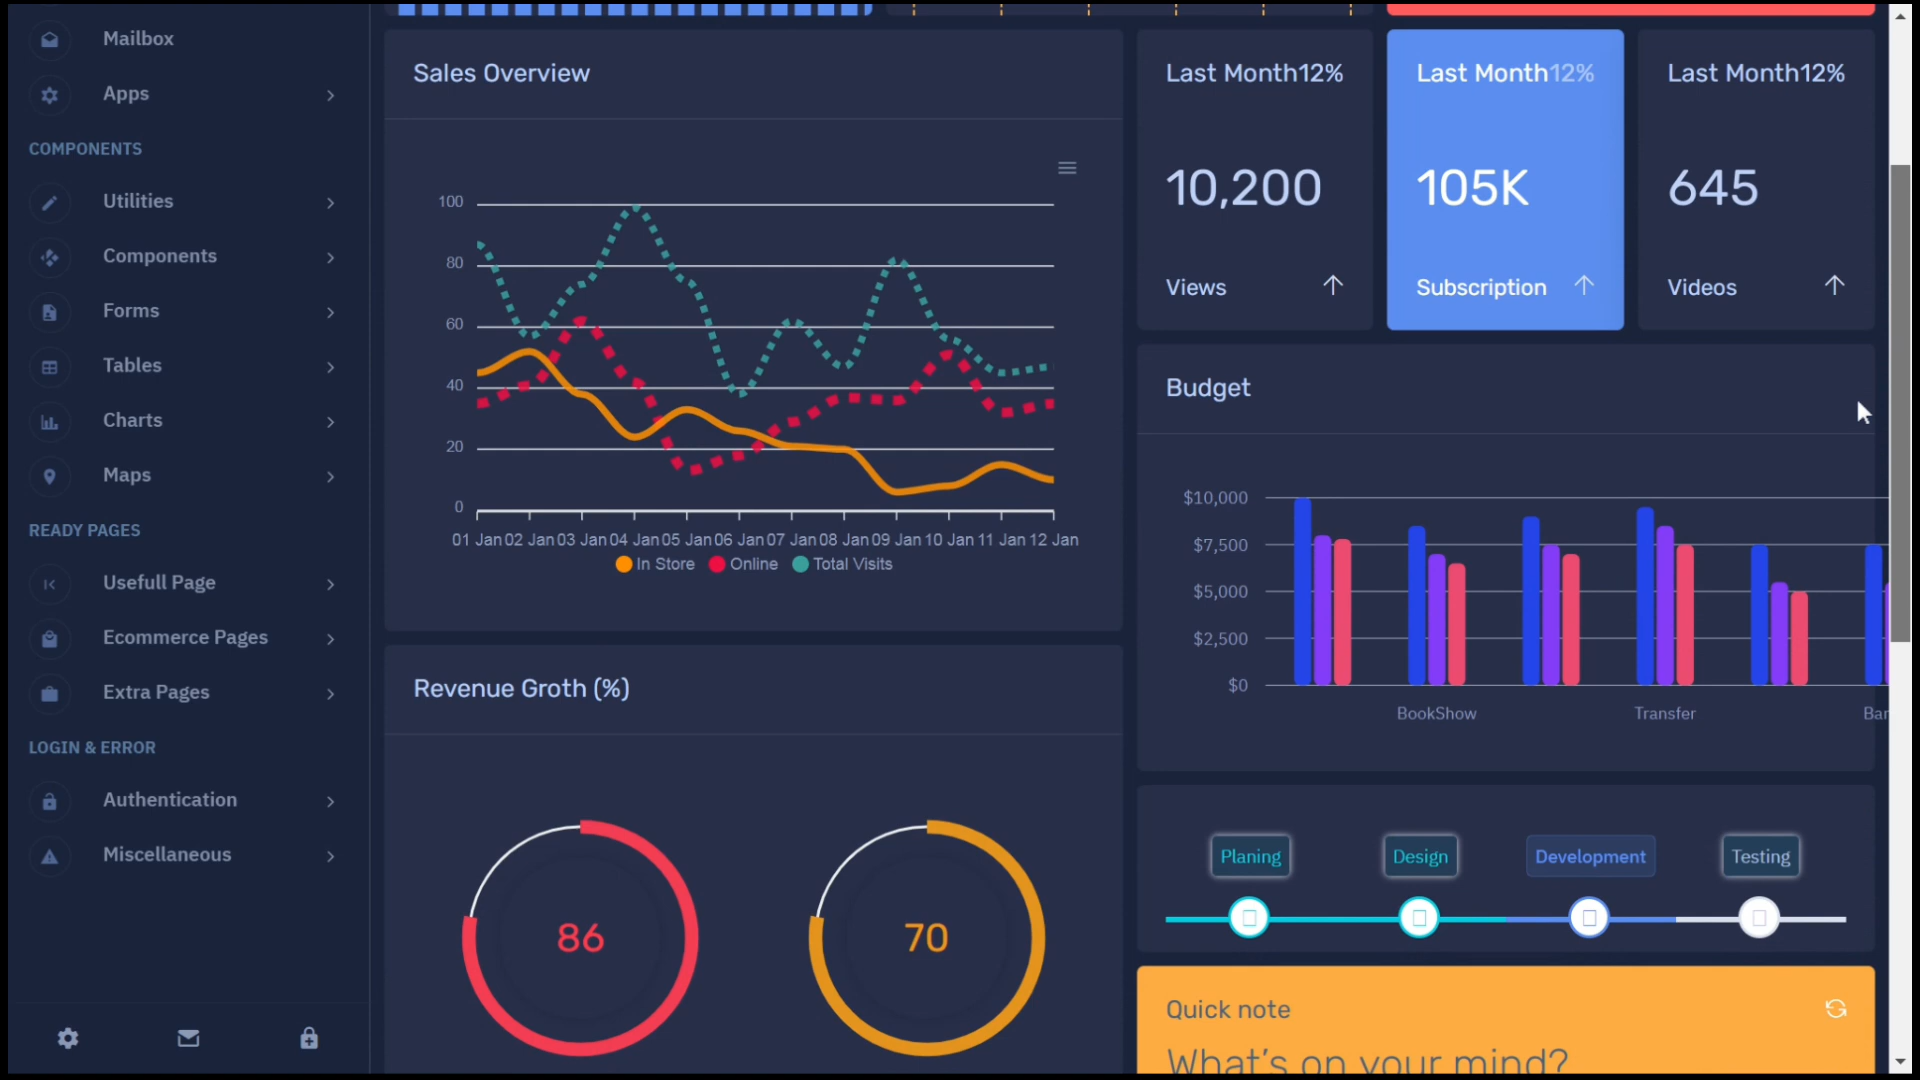 Mailbox
Apps
COMPONENTS
Utilities
Components
Forms
Tables
Charts
Maps
READY PAGES
Usefull Page
Ecommerce Pages
Extra Pages
LOGIN & ERROR
Authentication
Miscellaneous
Sales Overview
100
80
60
40
20
0
01 Jan 02 Jan 03 Jan 04 Jan 05 Jan 06 Jan 07 Jan 08 Jan 09 Jan 10 Jan 11 Jan 12 Jan
In Store Online Total Visits
Revenue Groth (%)
86
70
Last Month12%
10,200
Views
Last Month12%
105K
Subscription
Last Month12%
645
Videos
Budget
$10,000
$7,500
$5,000
$2,500
$0
BookShow Transfer Bar
Planing Design Development Testing
Quick note
What's on your mind?